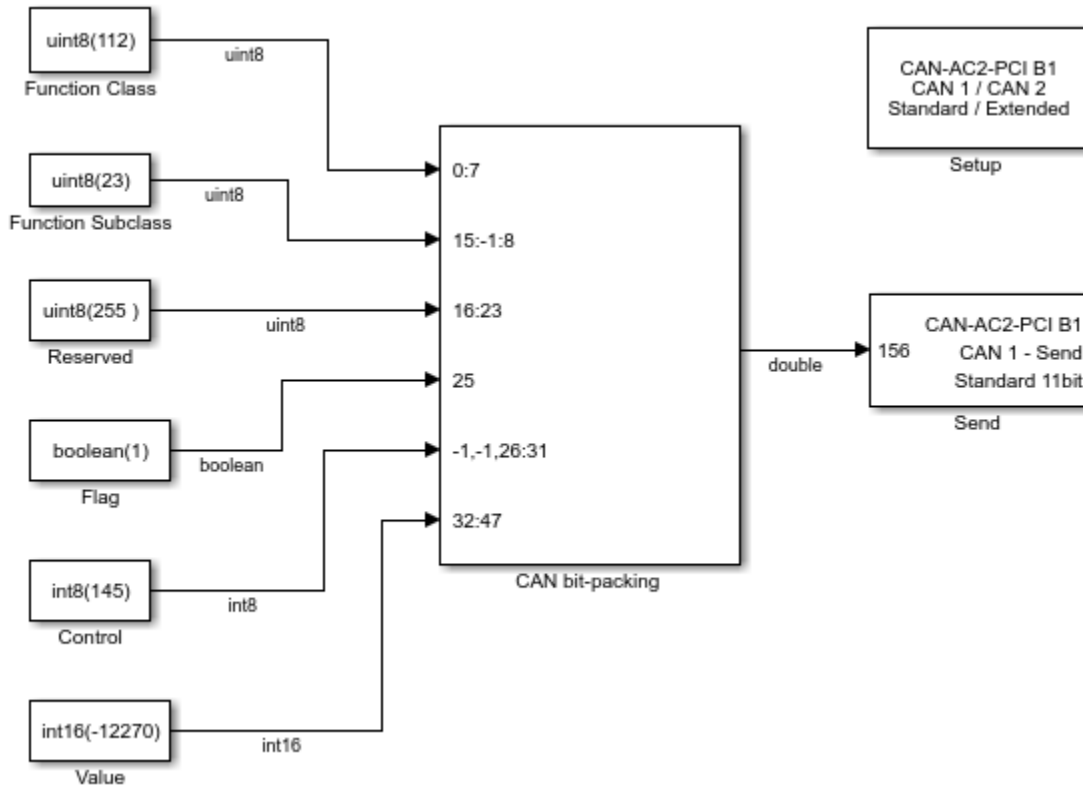 uint8(112)
uint8
Function Class
uint8(23)
uint8
Function Subclass
uint8(255 )
uint8
Reserved
boolean(1)
boolean
Flag
int8(145)
int8
Control
int16(-12270)
int16
Value
0:7
15:-1:8
16:23
25
-1,-1,26:31
32:47
CAN bit-packing
double
CAN-AC2-PCI B1
CAN 1 / CAN 2
Standard / Extended
Setup
CAN-AC2-PCI B1
156
CAN 1 - Send
Standard 11bit
Send